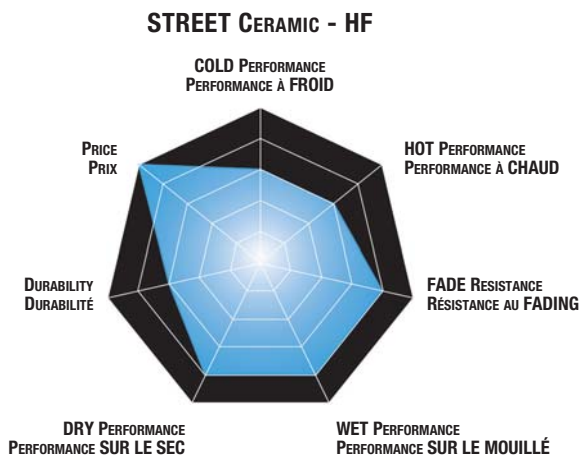 STREET CERAMIC - HF
COLD PERFORMANCE
PERFORMANCE À FROID
PRICE
PRIX
HOT PERFORMANCE
PERFORMANCE À CHAUD
DURABILITY
DURABILITÉ
FADE RESISTANCE
RÉSISTANCE AU FADING
DRY PERFORMANCE
PERFORMANCE SUR LE SEC
WET PERFORMANCE
PERFORMANCE SUR LE MOUILLÉ